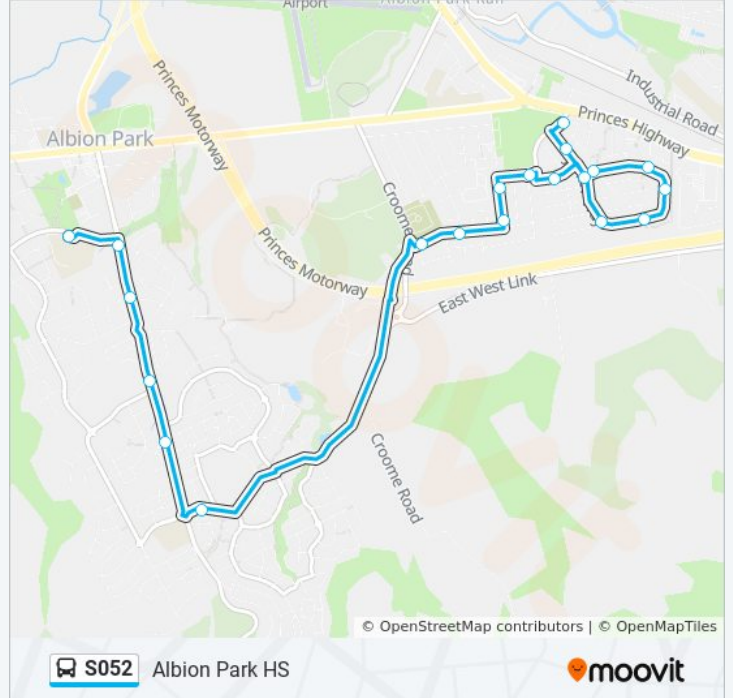 Airport
Albion Park Rail
Princes Motorway
Industrial Road
Princes Highway
Albion Park
Croome Road
Princes Motorway
East West Link
Croome Road
© OpenStreetMap contributors | © OpenMapTiles
S052 Albion Park HS
moovit